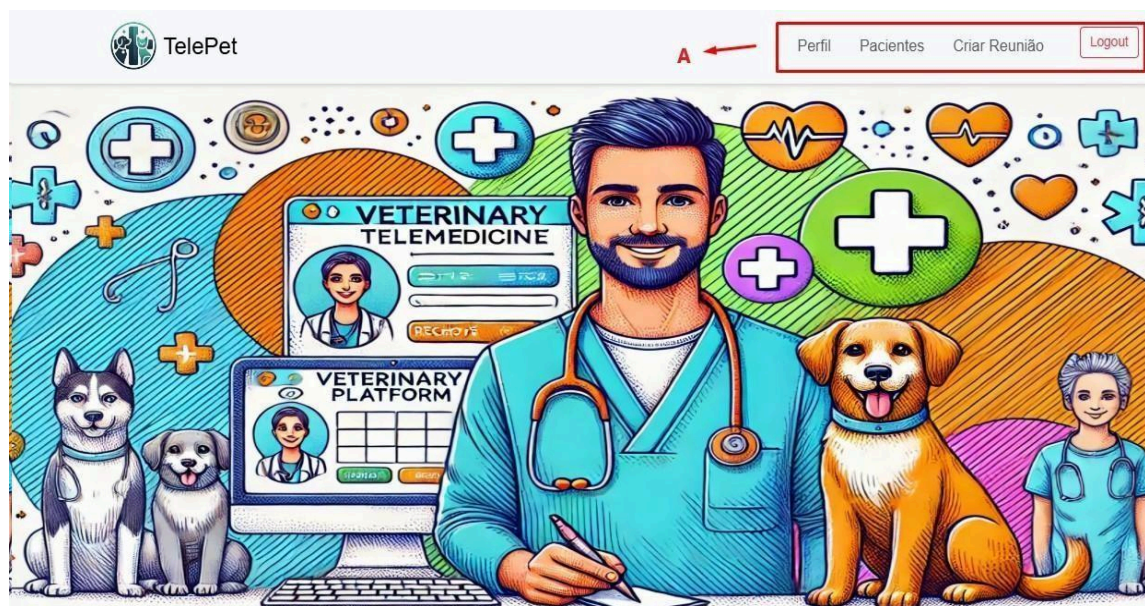 TelePet
A
Perfil Pacientes Criar Reunião Logout
VETERINARY
TELEMEDICINE
VETERINARY
PLATFORM